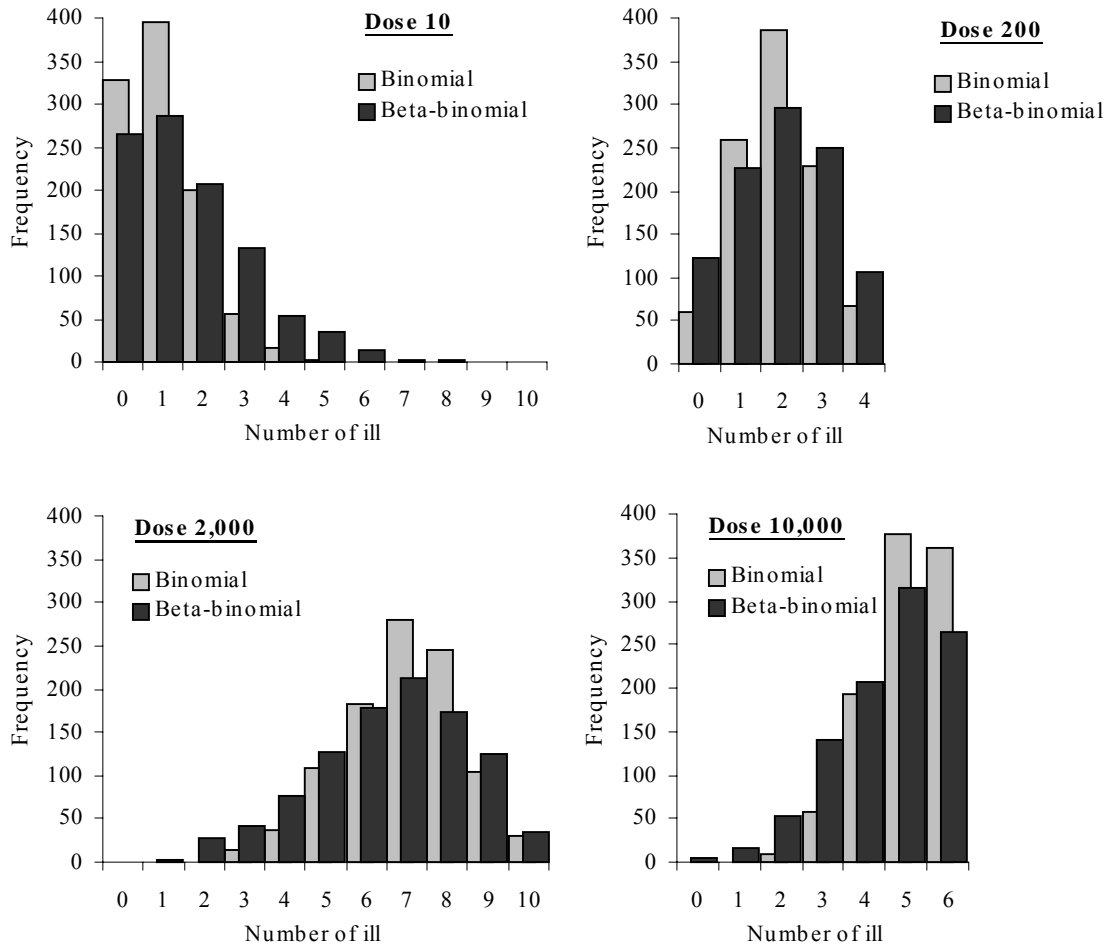 Dose 10
Binomial
Beta-binomial
Frequency
400
350
300
250
200
150
100
50
0
0 1 2 3 4 5 6 7 8 9 10
Number of ill
Dose 200
Binomial
Beta-binomial
Frequency
400
350
300
250
200
150
100
50
0
0 1 2 3 4
Number of ill
Dose 2,000
Binomial
Beta-binomial
Frequency
400
350
300
250
200
150
100
50
0
0 1 2 3 4 5 6 7 8 9 10
Number of ill
Dose 10,000
Binomial
Beta-binomial
Frequency
400
350
300
250
200
150
100
50
0
0 1 2 3 4 5 6
Number of ill